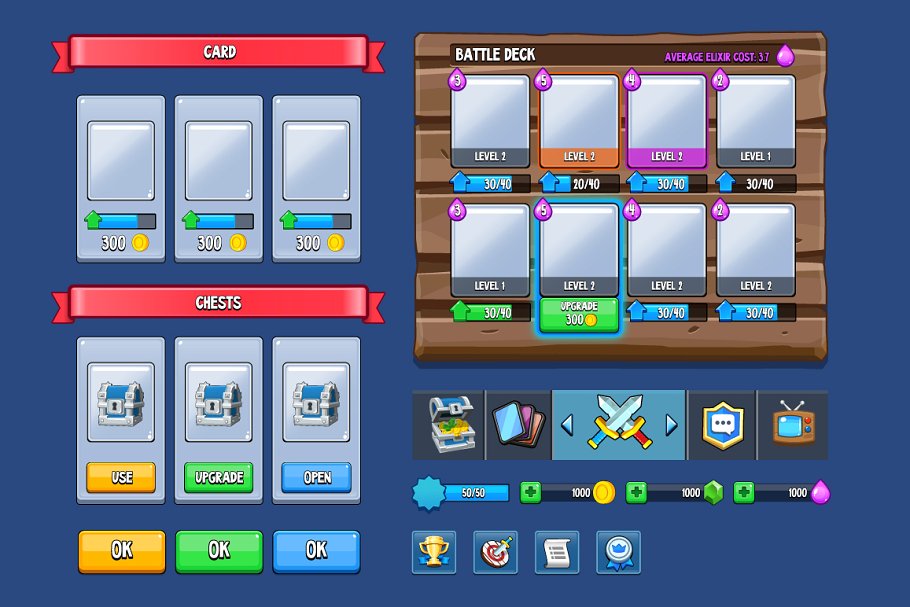 CARD
300
300
300
CHESTS
USE
UPGRADE
OPEN
OK
OK
OK
BATTLE DECK
AVERAGE ELIXIR COST: 3.7
3
5
4
2
LEVEL 2
LEVEL 2
LEVEL 2
LEVEL 1
30/40
20/40
30/40
30/40
3
5
4
2
LEVEL 1
LEVEL 2
LEVEL 2
LEVEL 2
30/40
UPGRADE
300
30/40
30/40
50/50
1000
1000
1000